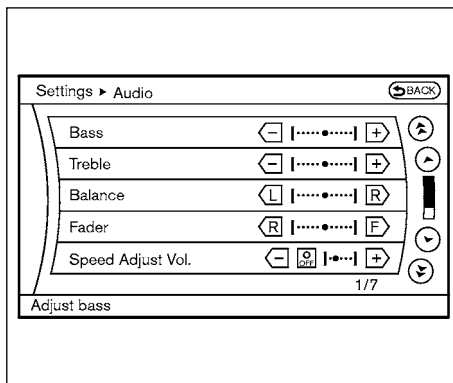 Settings ▶ Audio BACK
Bass − +
Treble − +
Balance L R
Fader R F
Speed Adjust Vol. − OFF +
1/7
Adjust bass